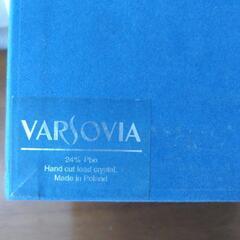 VARSOVIA
24% Pbo
Hand cut lead crystal.
Made in Poland